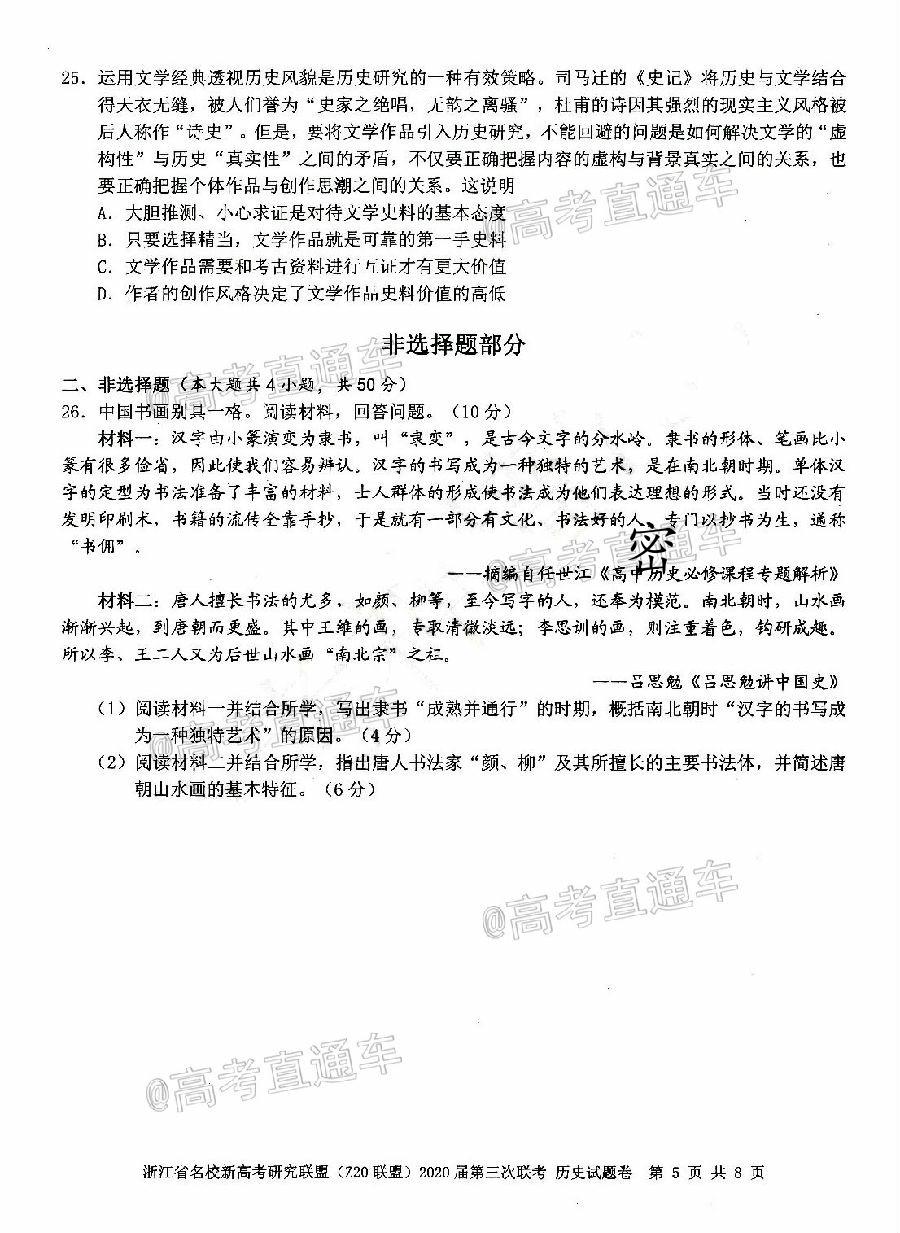 25. 运用文学经典透视历史风貌是历史研究的一种有效策略。司马迁的《史记》将历史与文学结合
得天衣无缝，被人们誉为“史家之绝唱，无韵之离骚”，杜甫的诗因其强烈的现实主义风格被
后人称作“诗史”。但是，要将文学作品引入历史研究，不能回避的问题是如何解决文学的“虚
构性”与历史“真实性”之间的矛盾，不仅要正确把握内容的虚构与背景真实之间的关系，也
要正确把握个体作品与创作思潮之间的关系。这说明
A. 大胆推测、小心求证是对待文学史料的基本态度
B. 只要选择精当，文学作品就是可靠的第一手史料
C. 文学作品需要和考古资料进行互证才有更大价值
D. 作者的创作风格决定了文学作品史料价值的高低
@高考直通车
非选择题部分
@高考直通车
二、非选择题（本大题共4小题，共50分）
26. 中国书画别具一格。阅读材料，回答问题。（10分）
材料一：汉字由小篆演变为隶书，叫“隶变”，是古今文字的分水岭。隶书的形体、笔画比小
篆有很多俭省，因此使我们容易辨认。汉字的书写成为一种独特的艺术，是在南北朝时期。单体汉
字的定型为书法准备了丰富的材料，士人群体的形成使书法成为他们表达理想的形式。当时还没有
发明印刷术，书籍的流传全靠手抄，于是就有一部分有文化、书法好的人，专门以抄书为生，通称
“书佣”。
密
@高考直通车
——摘编自任世江《高中历史必修课程专题解析》
材料二：唐人擅长书法的尤多，如颜、柳等，至今写字的人，还奉为模范。南北朝时，山水画
渐渐兴起，到唐朝而更盛。其中王维的画，专取清微淡远；李思训的画，则注重着色，钩研成趣。
所以李、王二人又为后世山水画“南北宗”之祖。
——吕思勉《吕思勉讲中国史》
（1）阅读材料一并结合所学，写出隶书“成熟并通行”的时期，概括南北朝时“汉字的书写成
为一种独特艺术”的原因。（4分）
@高考直通车
（2）阅读材料二并结合所学，指出唐人书法家“颜、柳”及其所擅长的主要书法体，并简述唐
朝山水画的基本特征。（6分）
@高考直通车
@高考直通车
浙江省名校新高考研究联盟（Z20联盟）2020届第三次联考 历史试题卷 第 5 页 共 8 页